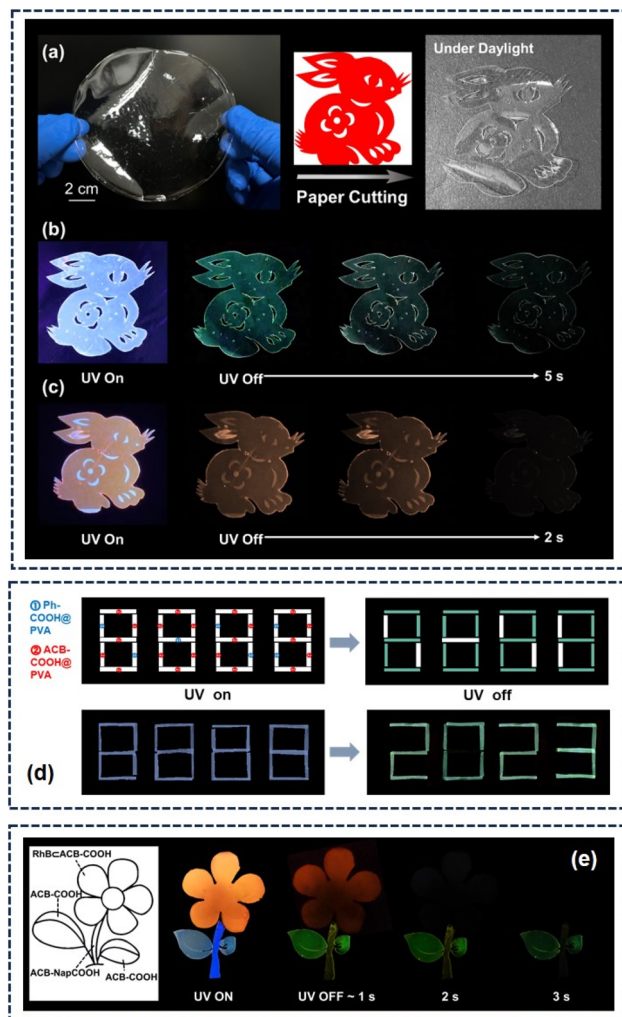 (a)
2 cm
Paper Cutting
Under Daylight
(b)
UV On
UV Off
5 s
(c)
UV On
UV Off
2 s
① Ph-
COOH@
PVA
② ACB-
COOH@
PVA
UV on
UV off
(d)
(e)
RhB⊂ACB-COOH
ACB-COOH
ACB-NapCOOH
ACB-COOH
UV ON
UV OFF ~ 1 s
2 s
3 s